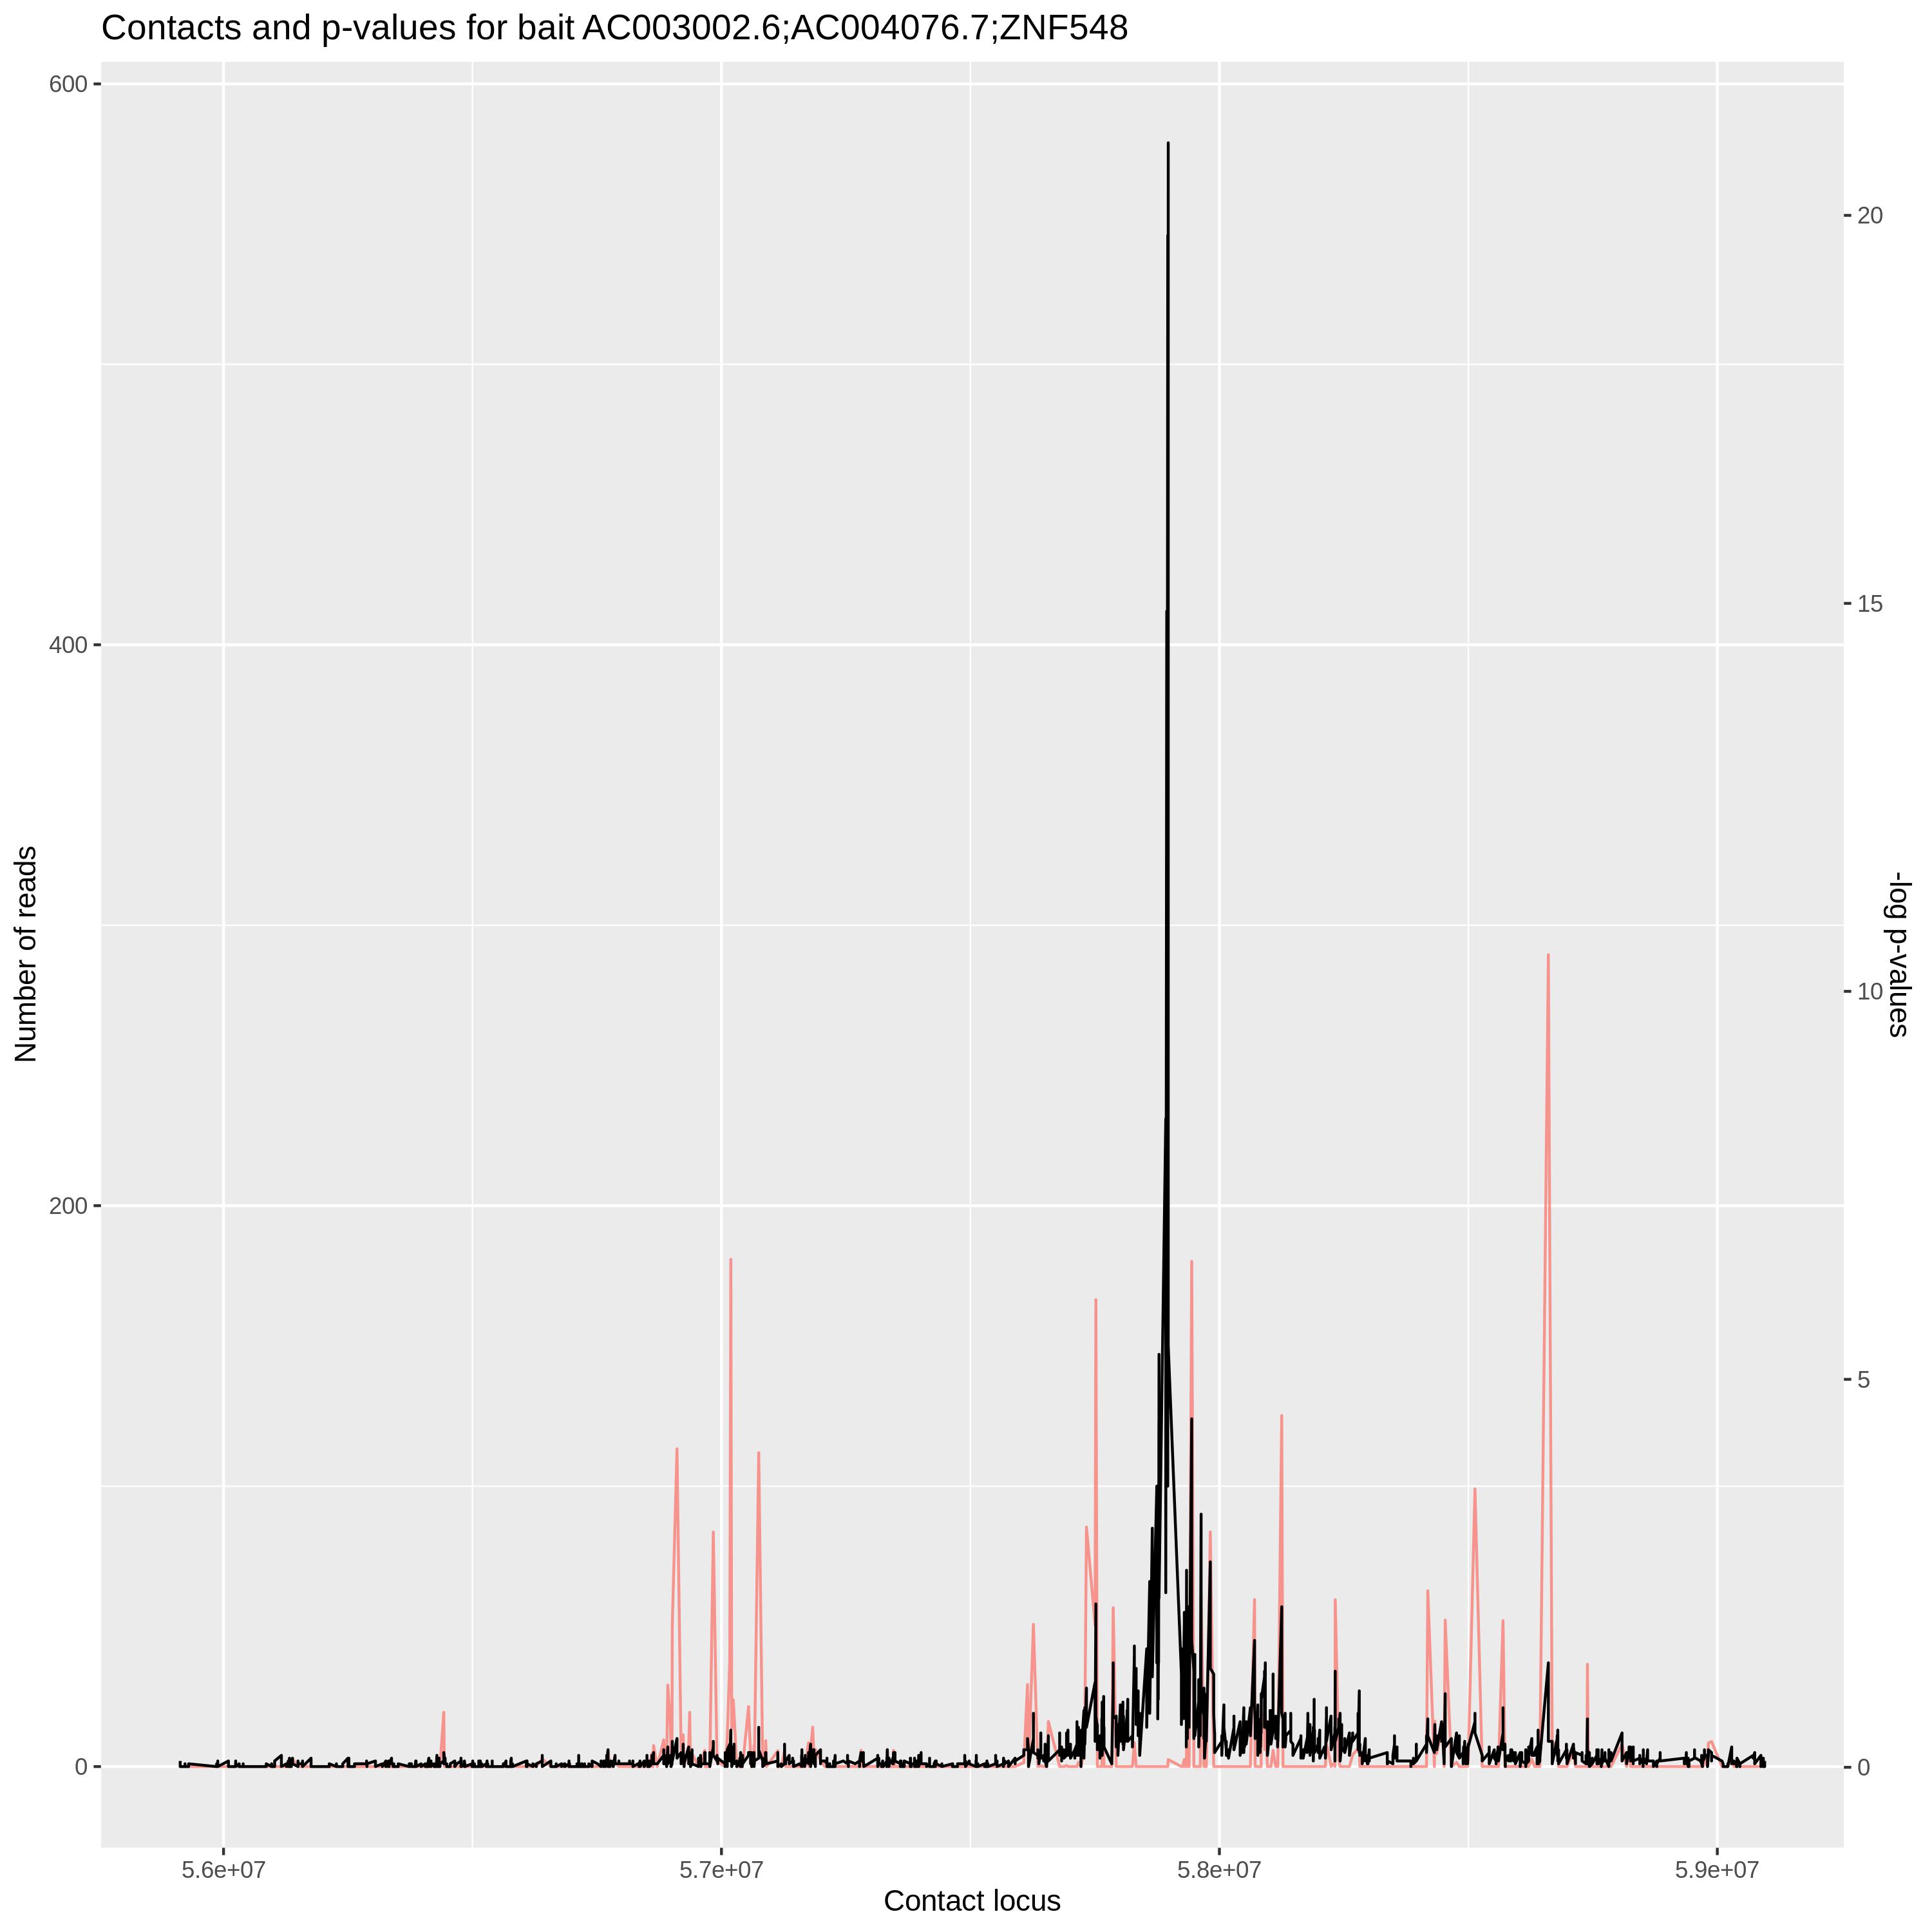 Contacts and p-values for bait AC003002.6;AC004076.7;ZNF548
600
400
200
0
Number of reads
20
15
10
5
0
-log p-values
5.6e+07
5.7e+07
5.8e+07
5.9e+07
Contact locus